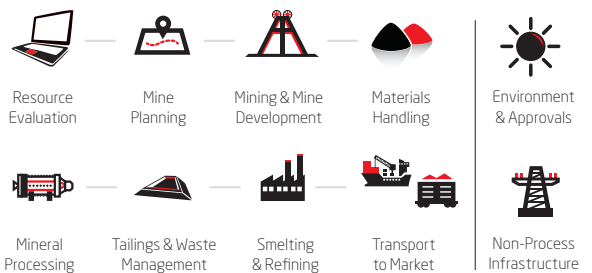 Resource
Evaluation
Mine
Planning
Mining & Mine
Development
Materials
Handling
Environment
& Approvals
Mineral
Processing
Tailings & Waste
Management
Smelting
& Refining
Transport
to Market
Non-Process
Infrastructure